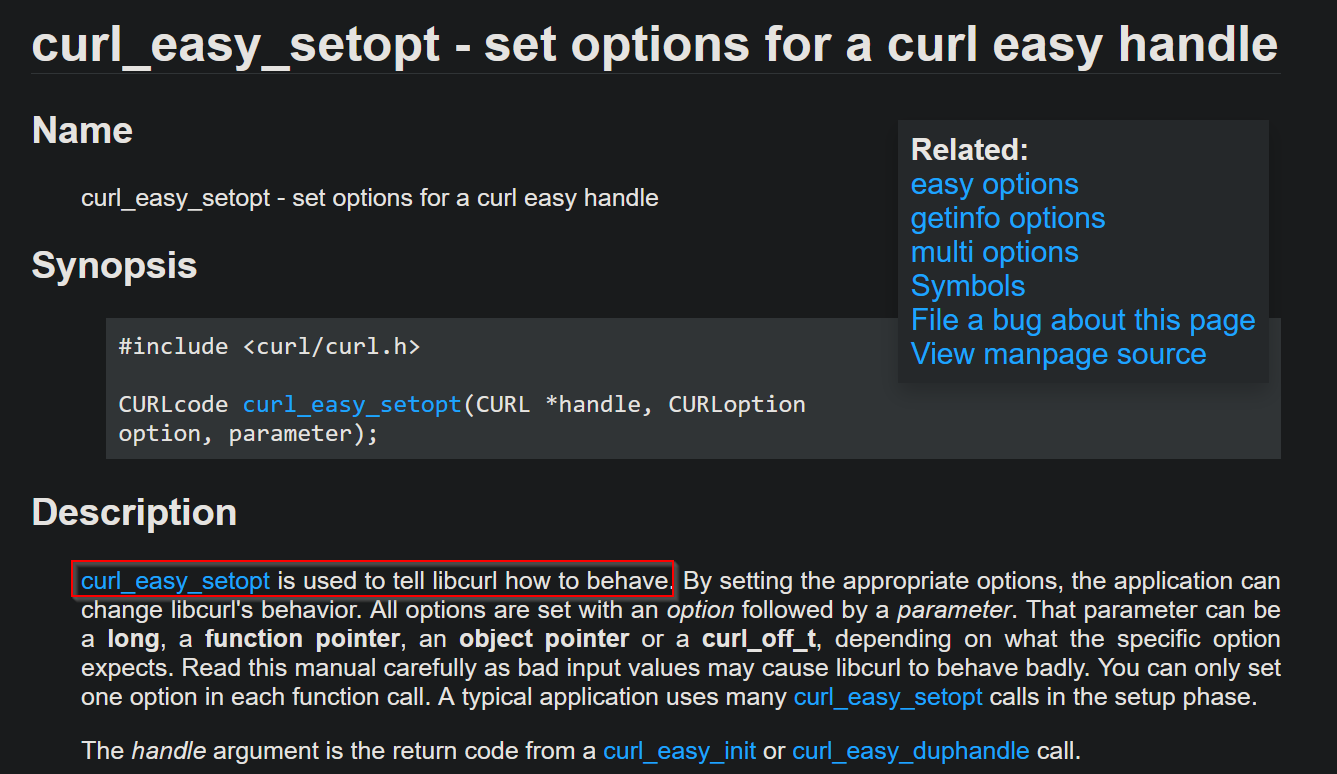 curl_easy_setopt - set options for a curl easy handle
Name
curl_easy_setopt - set options for a curl easy handle
Related:
easy options
getinfo options
multi options
Symbols
File a bug about this page
View manpage source
Synopsis
#include <curl/curl.h>
CURLcode curl_easy_setopt(CURL *handle, CURLoption
option, parameter);
Description
curl_easy_setopt is used to tell libcurl how to behave. By setting the appropriate options, the application can
change libcurl's behavior. All options are set with an option followed by a parameter. That parameter can be
a long, a function pointer, an object pointer or a curl_off_t, depending on what the specific option
expects. Read this manual carefully as bad input values may cause libcurl to behave badly. You can only set
one option in each function call. A typical application uses many curl_easy_setopt calls in the setup phase.
The handle argument is the return code from a curl_easy_init or curl_easy_duphandle call.